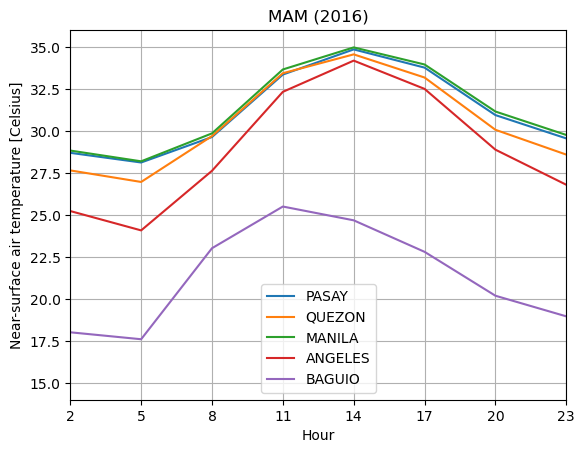 MAM (2016)
Near-surface air temperature [Celsius]
35.0
32.5
30.0
27.5
25.0
22.5
20.0
17.5
15.0
PASAY
QUEZON
MANILA
ANGELES
BAGUIO
2 5 8 11 14 17 20 23
Hour